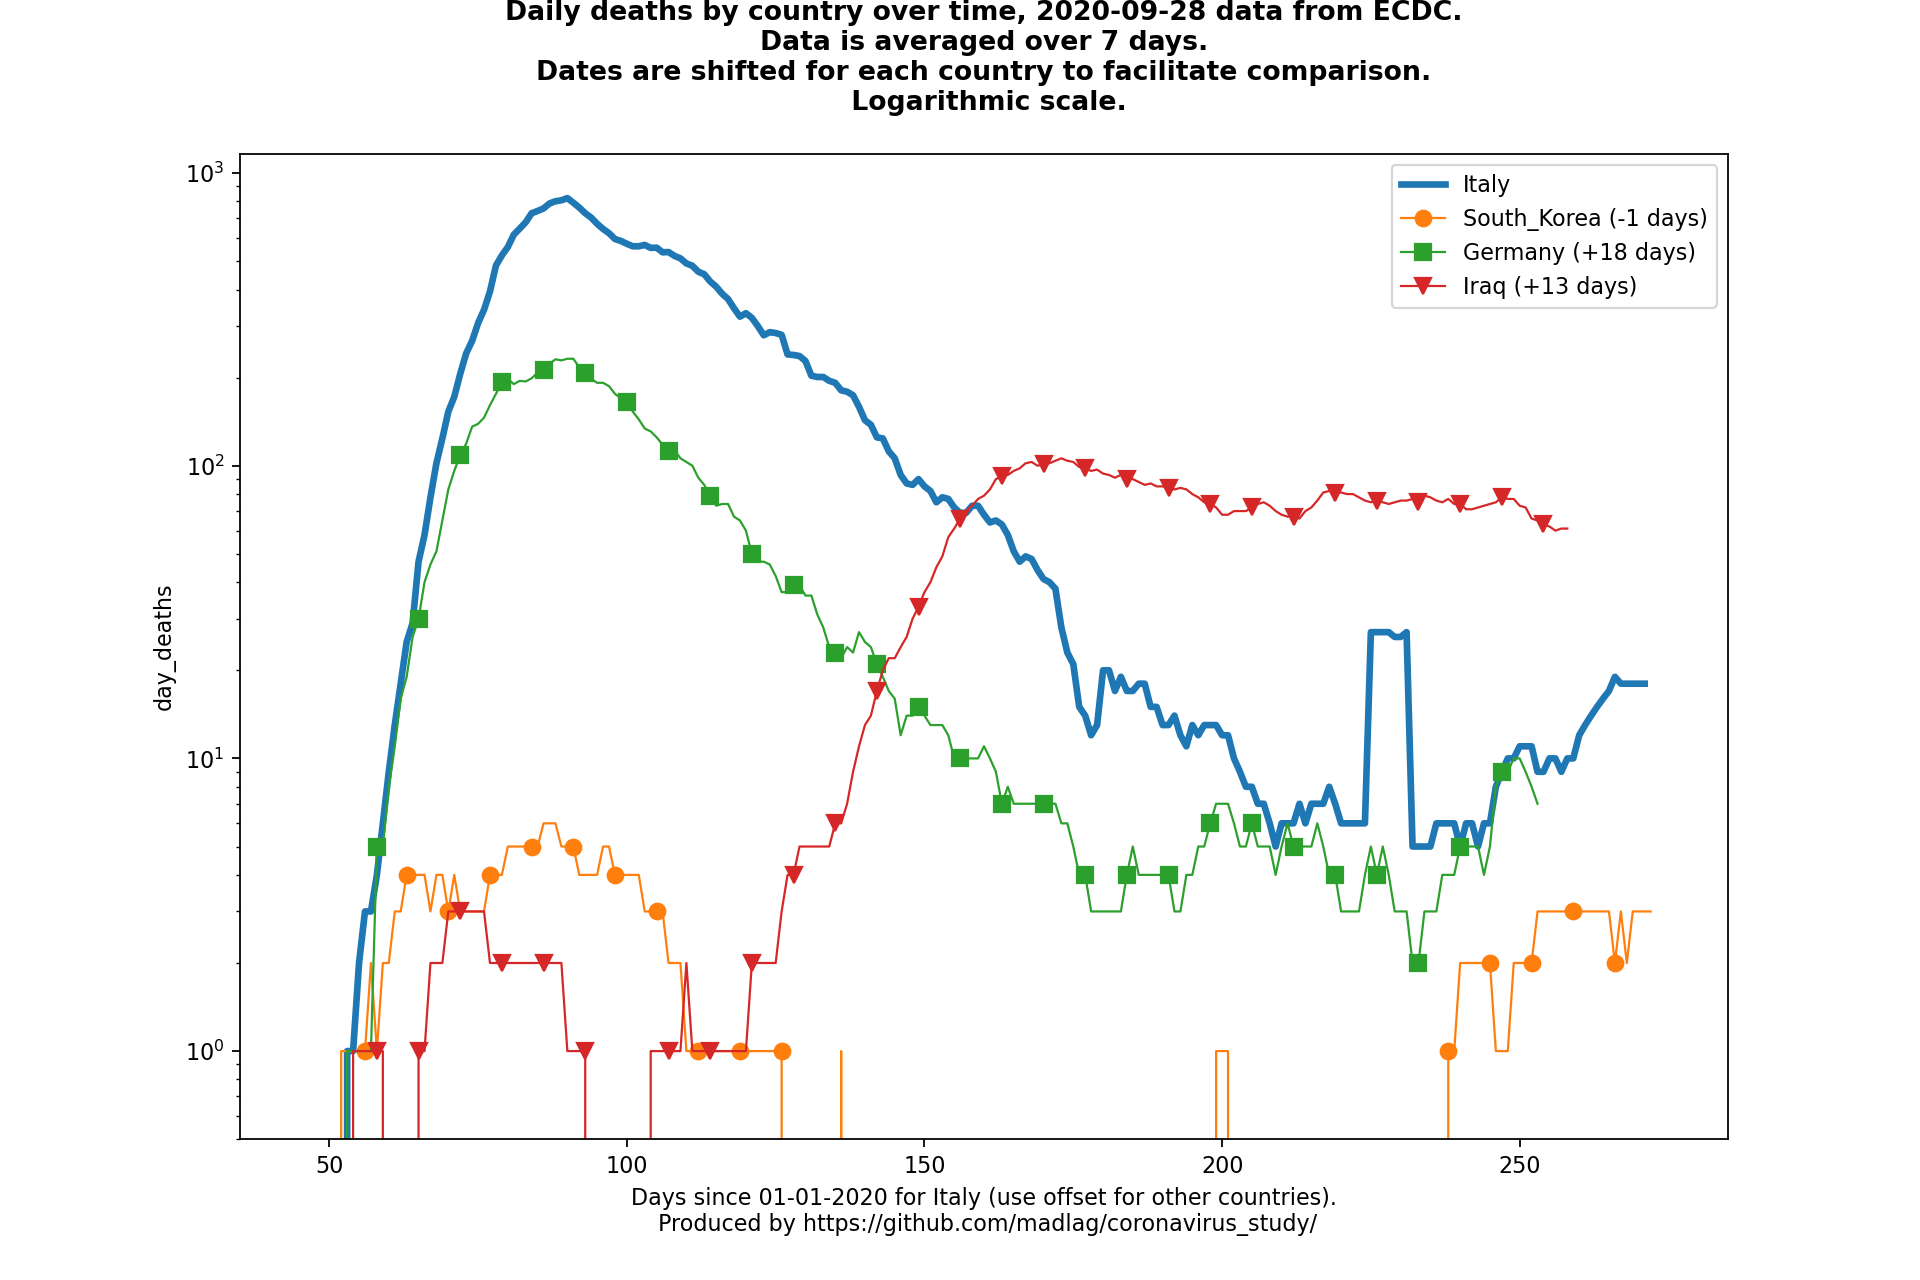 Daily deaths by country over time, 2020-09-28 data from ECDC.
Data is averaged over 7 days.
Dates are shifted for each country to facilitate comparison.
Logarithmic scale.
10³
10²
10¹
10⁰
day_deaths
Italy
South_Korea (-1 days)
Germany (+18 days)
Iraq (+13 days)
50 100 150 200 250
Days since 01-01-2020 for Italy (use offset for other countries).
Produced by https://github.com/madlag/coronavirus_study/